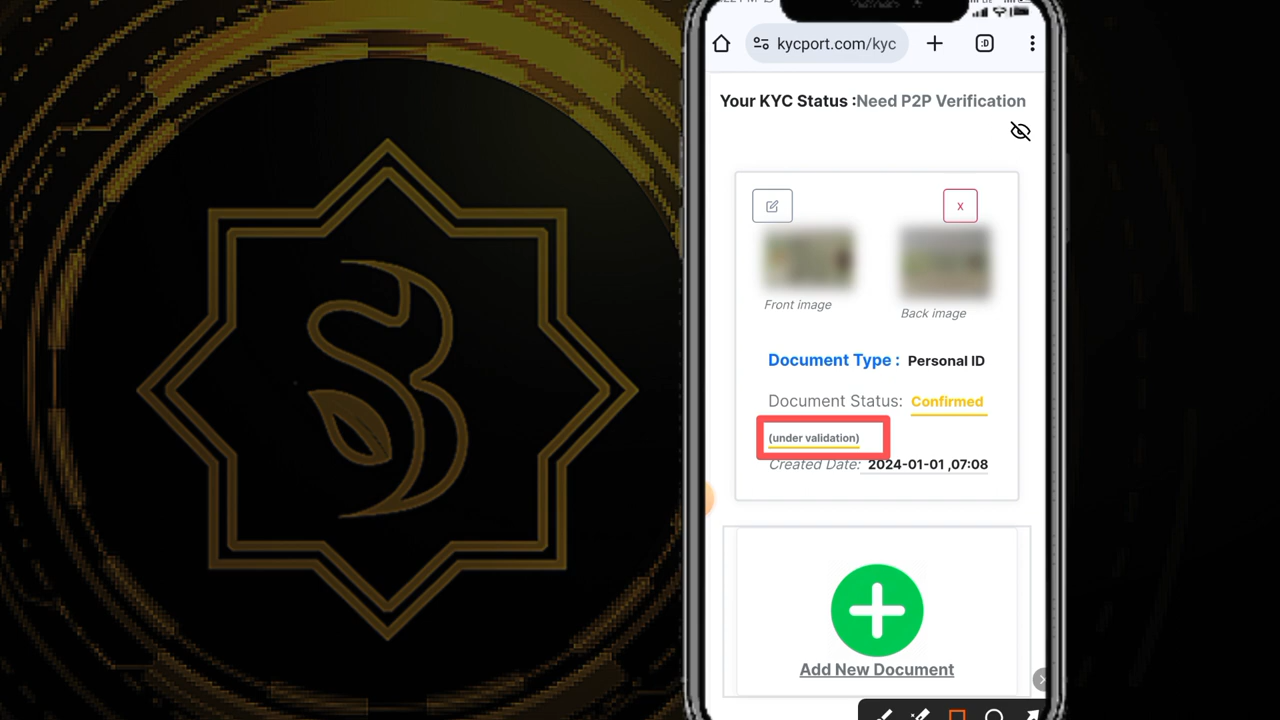 kycport.com/kyc
:D
Your KYC Status :Need P2P Verification
x
Front image
Back image
Document Type : Personal ID
Document Status: Confirmed
(under validation)
Created Date: 2024-01-01 ,07:08
Add New Document